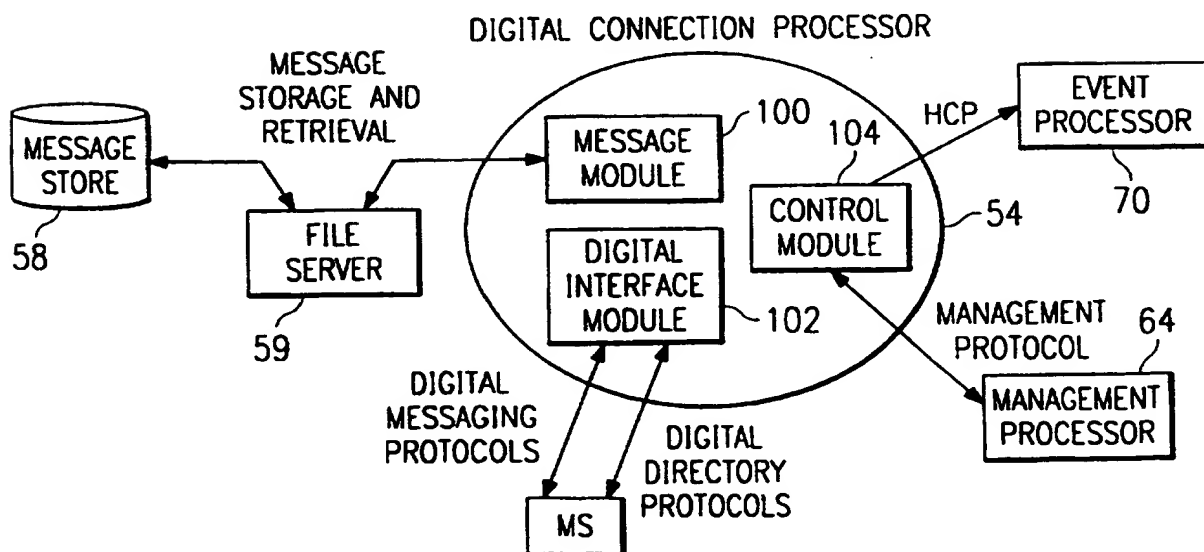 DIGITAL CONNECTION PROCESSOR
MESSAGE
STORAGE AND
RETRIEVAL
MESSAGE
STORE
58
FILE
SERVER
59
100
MESSAGE
MODULE
DIGITAL
INTERFACE
MODULE
102
104
CONTROL
MODULE
HCP
EVENT
PROCESSOR
70
54
MANAGEMENT
PROTOCOL
64
MANAGEMENT
PROCESSOR
DIGITAL
MESSAGING
PROTOCOLS
DIGITAL
DIRECTORY
PROTOCOLS
MS